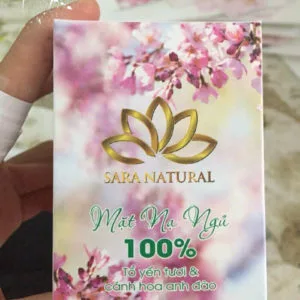 SARA NATURAL
Mặt Nạ Ngủ
100%
Tổ yến tươi &
cánh hoa anh đào